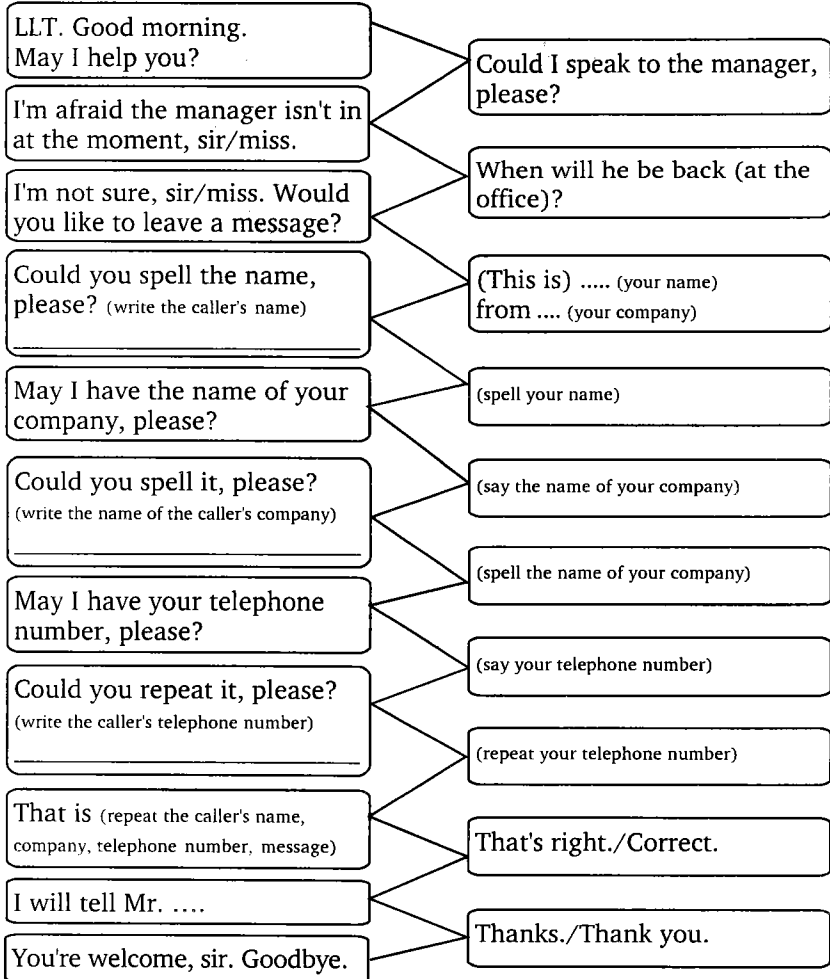 LLT. Good morning.
May I help you?
Could I speak to the manager,
please?
I'm afraid the manager isn't in
at the moment, sir/miss.
When will he be back (at the
office)?
I'm not sure, sir/miss. Would
you like to leave a message?
(This is) ..... (your name)
from .... (your company)
Could you spell the name,
please? (write the caller's name)
(spell your name)
May I have the name of your
company, please?
(say the name of your company)
Could you spell it, please?
(write the name of the caller's company)
(spell the name of your company)
May I have your telephone
number, please?
(say your telephone number)
Could you repeat it, please?
(write the caller's telephone number)
(repeat your telephone number)
That is (repeat the caller's name,
company, telephone number, message)
That's right./Correct.
I will tell Mr. ....
Thanks./Thank you.
You're welcome, sir. Goodbye.